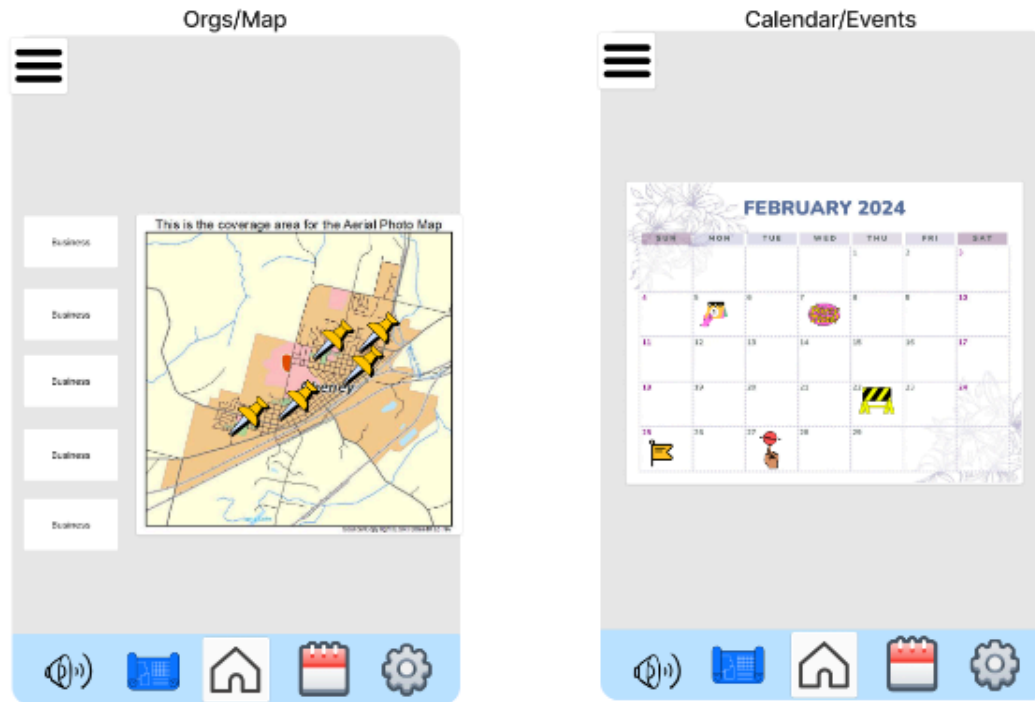 Orgs/Map
Business
Business
Business
Business
Business
This is the coverage area for the Aerial Photo Map
Calendar/Events
FEBRUARY 2024
SUN MON TUE WED THU FRI SAT
1 2 3
4 5 6 7 8 9 10
11 12 13 14 15 16 17
18 19 20 21 22 23 24
25 26 27 28 29